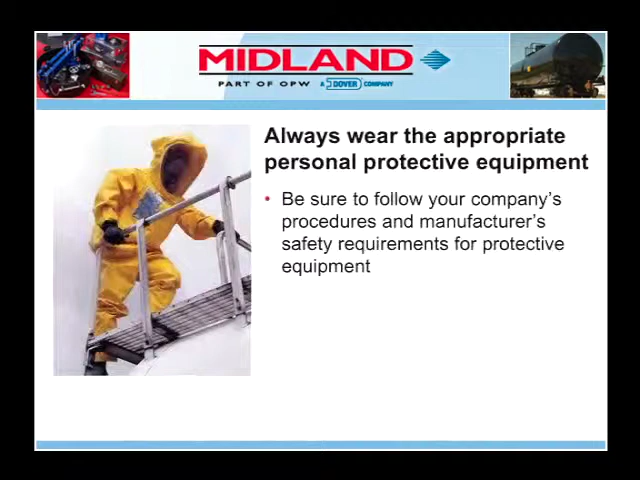 MIDLAND
PART OF OPW A DOVER COMPANY
Always wear the appropriate
personal protective equipment
• Be sure to follow your company's
procedures and manufacturer's
safety requirements for protective
equipment